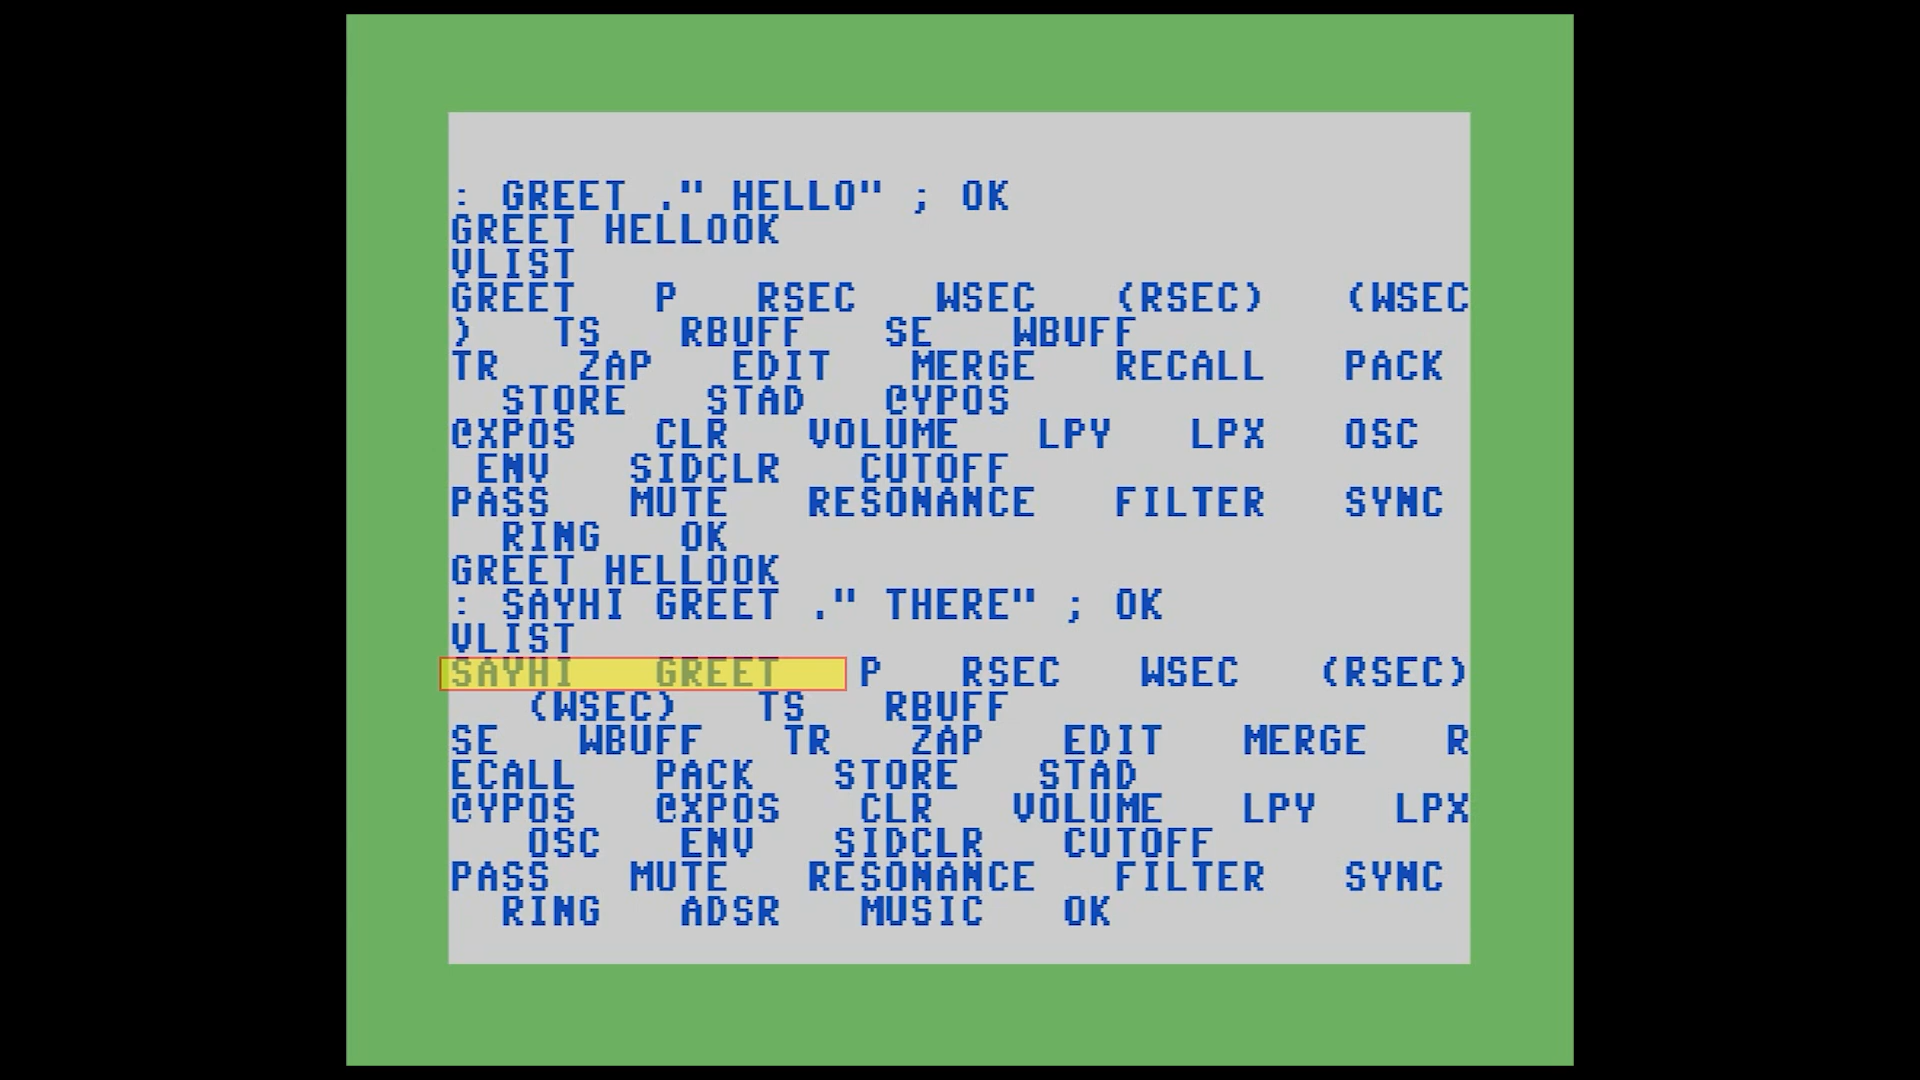 : GREET ." HELLO" ; OK
GREET HELLOOK
VLIST
GREET   P   RSEC   WSEC   (RSEC)   (WSEC
)   TS   RBUFF   SE   WBUFF
TR   ZAP   EDIT   MERGE   RECALL   PACK
  STORE   STAD   @YPOS
@XPOS   CLR   VOLUME   LPY   LPX   OSC
 ENV   SIDCLR   CUTOFF
PASS   MUTE   RESONANCE   FILTER   SYNC
  RING   OK
GREET HELLOOK
: SAYHI GREET ." THERE" ; OK
VLIST
SAYHI   GREET   P   RSEC   WSEC   (RSEC)
   (WSEC)   TS   RBUFF
SE   WBUFF   TR   ZAP   EDIT   MERGE   R
ECALL   PACK   STORE   STAD
@YPOS   @XPOS   CLR   VOLUME   LPY   LPX
   OSC   ENV   SIDCLR   CUTOFF
PASS   MUTE   RESONANCE   FILTER   SYNC
  RING   ADSR   MUSIC   OK